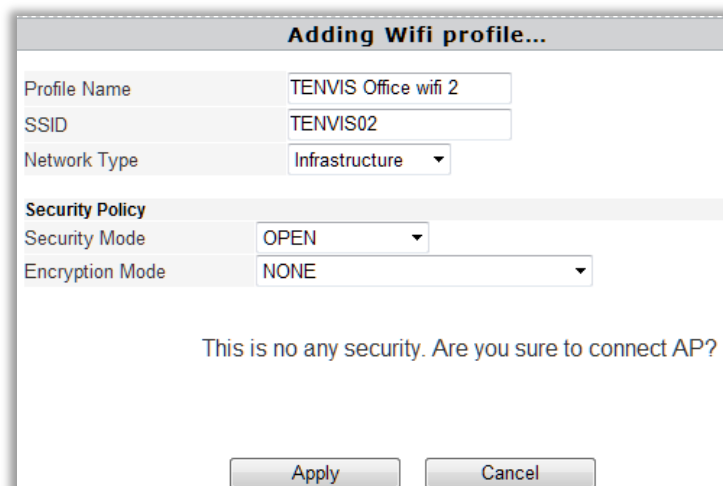 Adding Wifi profile...
Profile Name TENVIS Office wifi 2
SSID TENVIS02
Network Type Infrastructure
Security Policy
Security Mode OPEN
Encryption Mode NONE
This is no any security. Are you sure to connect AP?
Apply Cancel